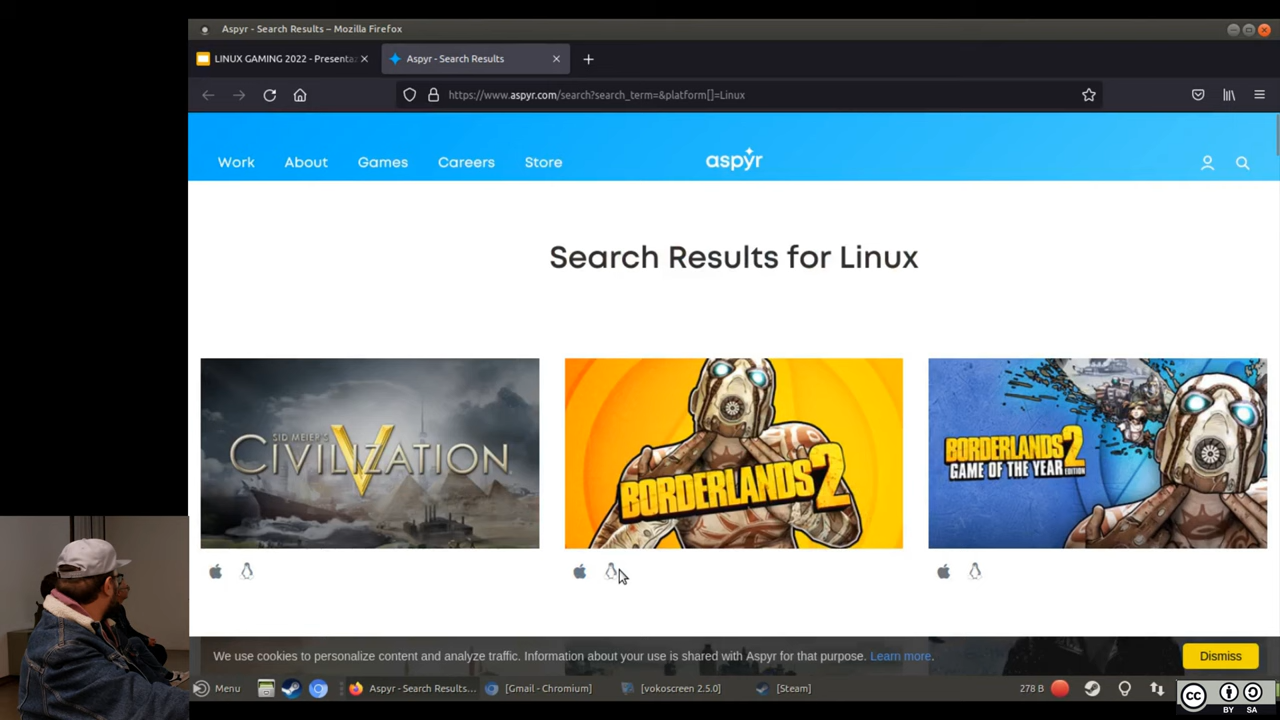 Aspyr - Search Results – Mozilla Firefox
LINUX GAMING 2022 - Presenta
Aspyr - Search Results
https://www.aspyr.com/search?search_term=&platform[]=Linux
Work About Games Careers Store
aspyr
Search Results for Linux
SID MEIER'S
CIVILIZATION V
BORDERLANDS 2
BORDERLANDS 2
GAME OF THE YEAR EDITION
We use cookies to personalize content and analyze traffic. Information about your use is shared with Aspyr for that purpose. Learn more.
Dismiss
Menu
Aspyr - Search Results...
[Gmail - Chromium]
[vokoscreen 2.5.0]
[Steam]
278 B
CC
BY SA